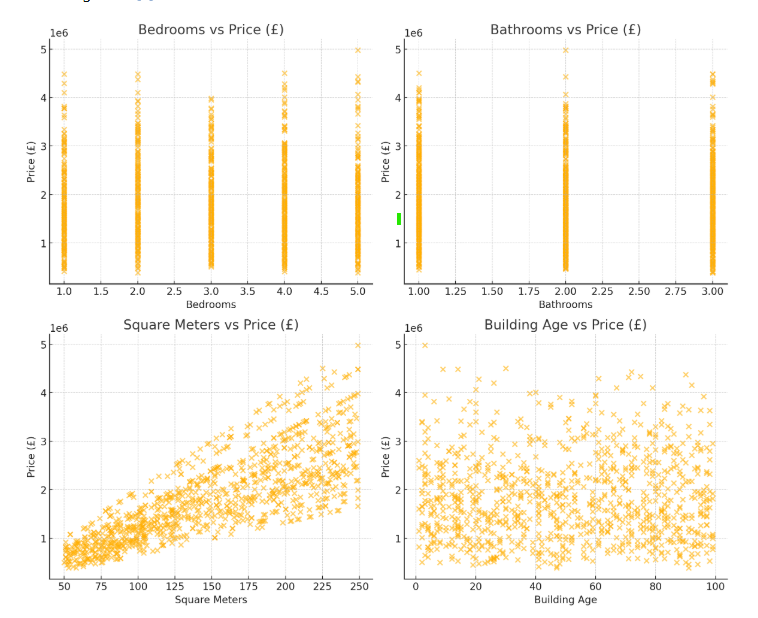 Bedrooms vs Price (£)
1e6
5
4
3
2
1
Price (£)
1.0 1.5 2.0 2.5 3.0 3.5 4.0 4.5 5.0
Bedrooms
Bathrooms vs Price (£)
1e6
5
4
3
2
1
Price (£)
1.00 1.25 1.50 1.75 2.00 2.25 2.50 2.75 3.00
Bathrooms
Square Meters vs Price (£)
1e6
5
4
3
2
1
Price (£)
50 75 100 125 150 175 200 225 250
Square Meters
Building Age vs Price (£)
1e6
5
4
3
2
1
Price (£)
0 20 40 60 80 100
Building Age